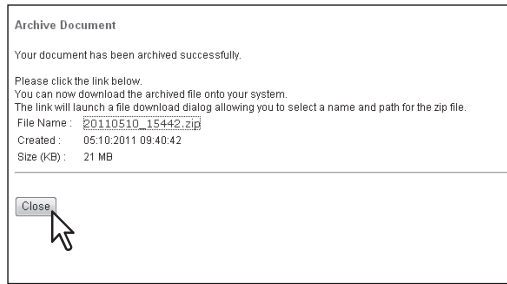 Archive Document
Your document has been archived successfully.
Please click the link below.
You can now download the archived file onto your system.
The link will launch a file download dialog allowing you to select a name and path for the zip file.
File Name : 20110510_15442.zip
Created : 05:10:2011 09:40:42
Size (KB) : 21 MB
Close